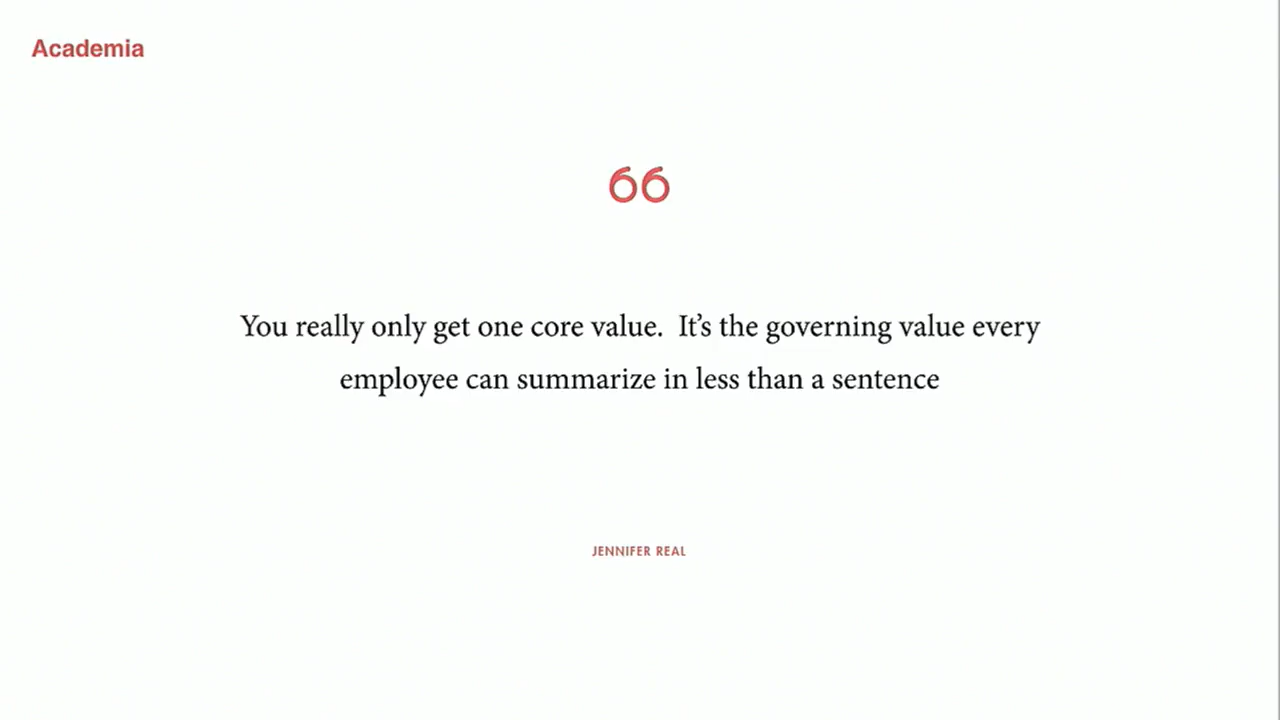 Academia
66
You really only get one core value.  It’s the governing value every
employee can summarize in less than a sentence
JENNIFER REAL